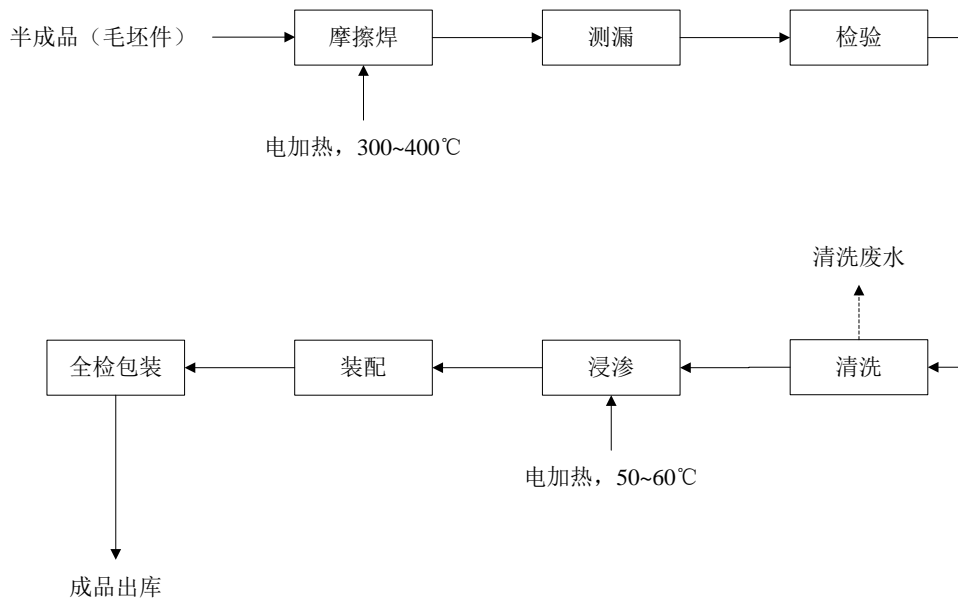 半成品（毛坯件）
摩擦焊
测漏
检验
电加热，300~400℃
清洗废水
全检包装
装配
浸渗
清洗
电加热，50~60℃
成品出库